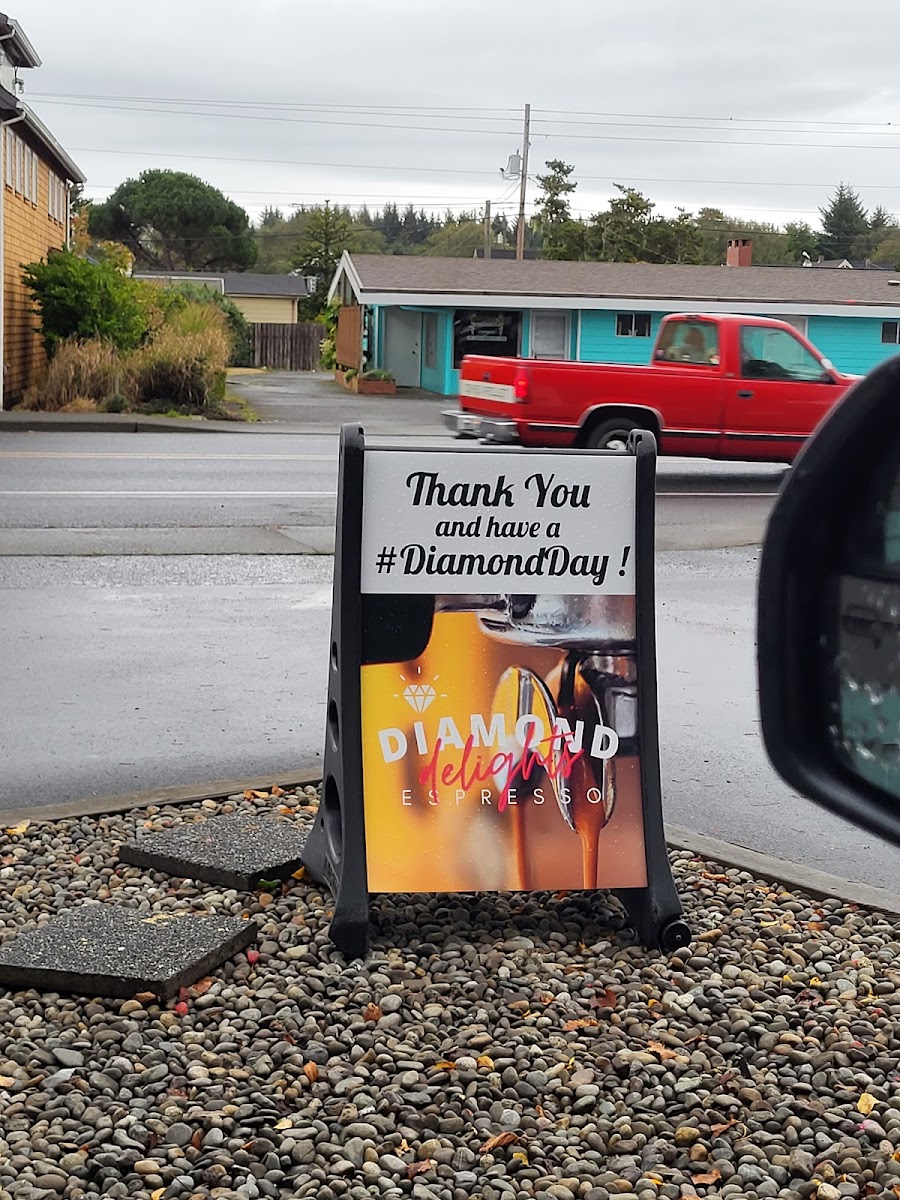 Thank You
and have a
#DiamondDay !
DIAMOND
delights
ESPRESSO